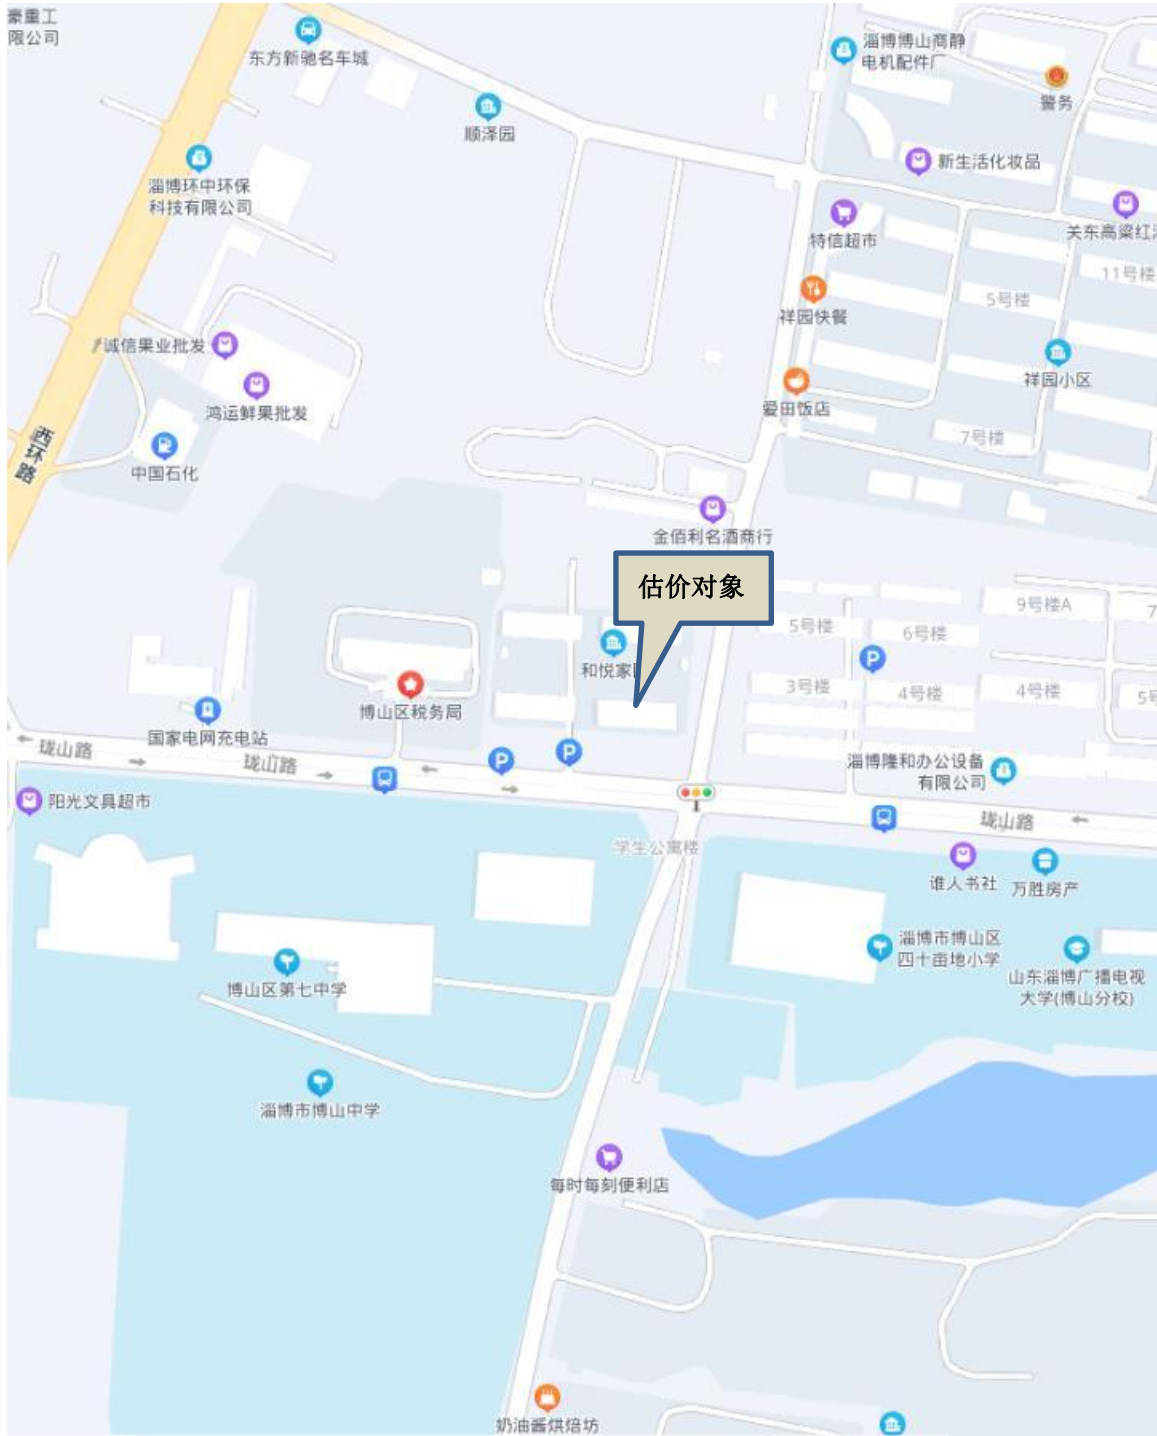 豪重工
限公司
东方新驰名车城
淄博博山商静
电机配件厂
警务
顺泽园
新生活化妆品
淄博环中环保
科技有限公司
特信超市
关东高粱红
11号楼
5号楼
祥园快餐
诚信果业批发
祥园小区
鸿运鲜果批发
爱田饭店
7号楼
西环路
中国石化
金佰利名酒商行
估价对象
9号楼A
7
5号楼
6号楼
和悦家
3号楼
4号楼
4号楼
5号
博山区税务局
国家电网充电站
珑山路
珑山路
淄博隆和办公设备
有限公司
阳光文具超市
珑山路
学生公寓楼
谁人书社
万胜房产
淄博市博山区
四十亩地小学
山东淄博广播电视
大学(博山分校)
博山区第七中学
淄博市博山中学
每时每刻便利店
奶油酱烘焙坊